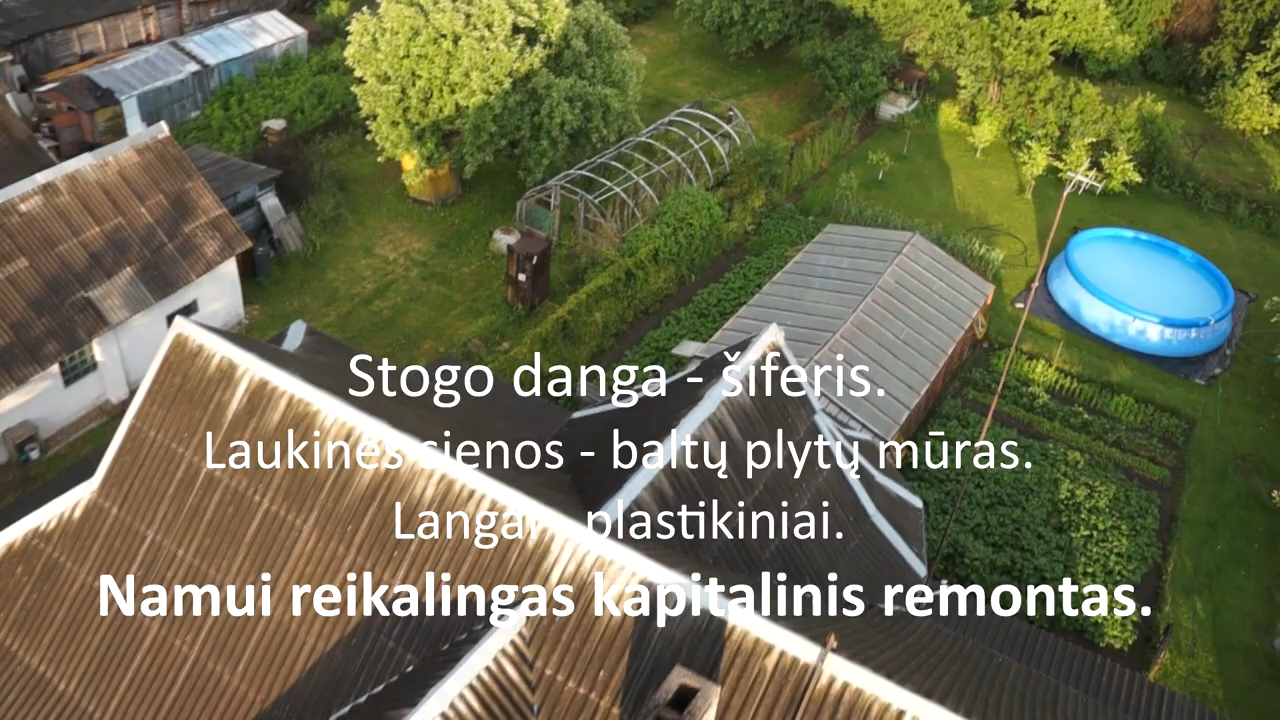 Stogo danga - šiferis.
Laukinės sienos - baltų plytų mūras.
Langai - plastikiniai.
Namui reikalingas kapitalinis remontas.